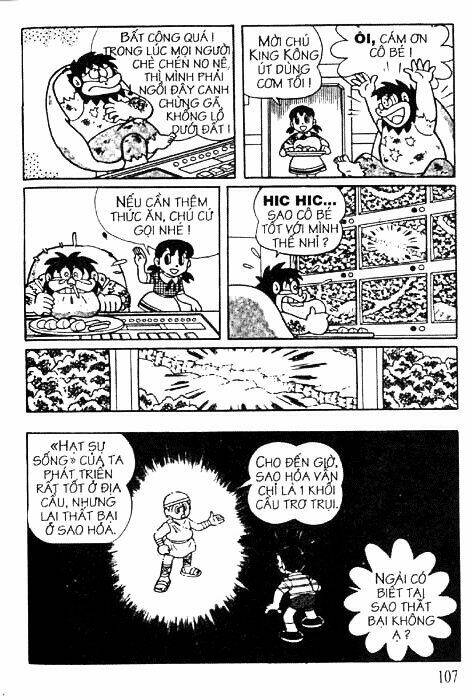 BẤT CÔNG QUÁ !
TRONG LÚC MỌI NGƯỜI
CHÈ CHÉN NO NÊ,
THÌ MÌNH PHẢI
NGỒI ĐÂY CANH
CHỪNG GÃ
KHỔNG LỒ
DƯỚI ĐẤT !
MỜI CHÚ
KING KÔNG
ÚT DÙNG
CƠM TỐI !
ÔI, CÁM ƠN
CÔ BÉ !
NẾU CẦN THÊM
THỨC ĂN, CHÚ CỨ
GỌI NHÉ !
HIC HIC...
SAO CÔ BÉ
TỐT VỚI MÌNH
THẾ NHỈ ?
«HẠT SỰ
SỐNG» CỦA TA
PHÁT TRIỂN
RẤT TỐT Ở ĐỊA
CẦU, NHƯNG
LẠI THẤT BẠI
Ở SAO HỎA.
CHO ĐẾN GIỜ,
SAO HỎA VẪN
CHỈ LÀ 1 KHỐI
CẦU TRƠ TRỤI.
NGÀI CÓ
BIẾT TẠI
SAO THẤT
BẠI KHÔNG
Ạ ?
107